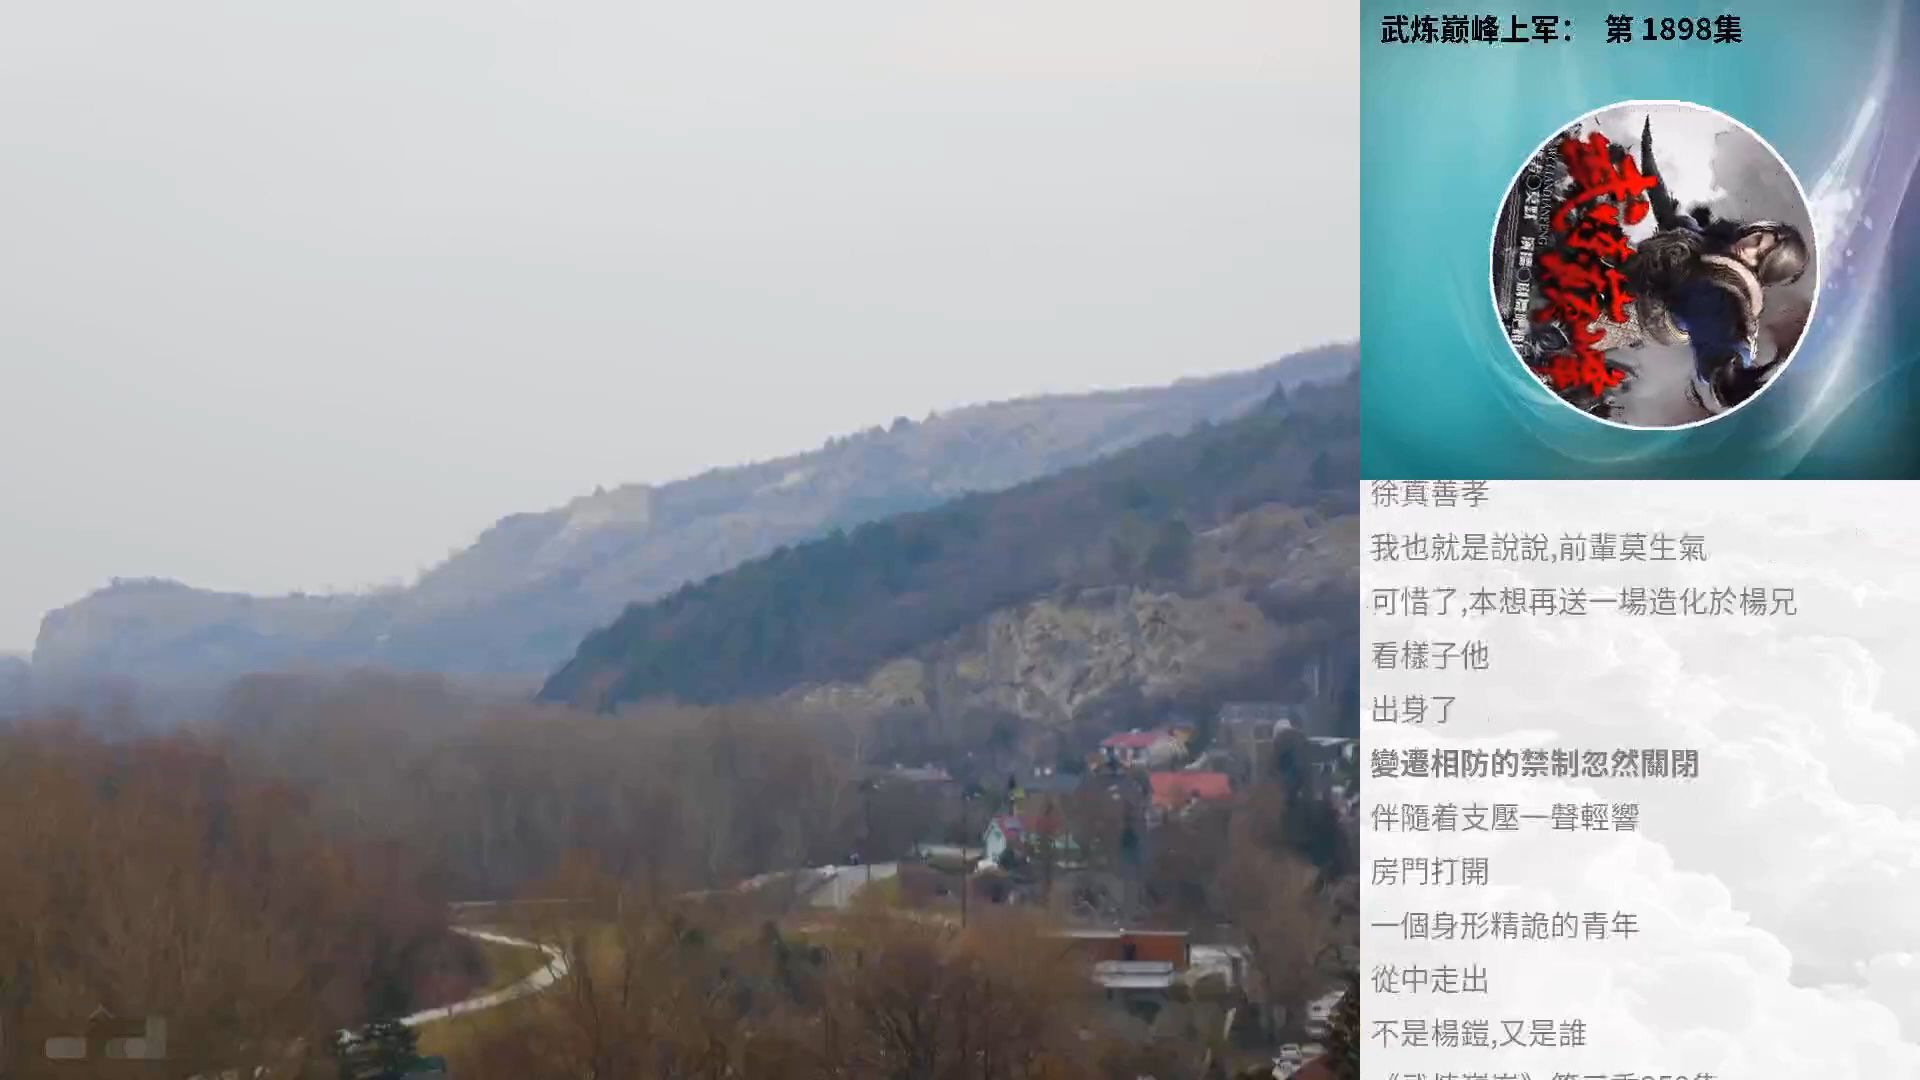 武炼巅峰上军： 第 1898集
武炼巅峰
徐真善孝
我也就是說說,前輩莫生氣
可惜了,本想再送一場造化於楊兄
看樣子他
出身了
變遷相防的禁制忽然關閉
伴隨着支壓一聲輕響
房門打開
一個身形精詭的青年
從中走出
不是楊鎧,又是誰